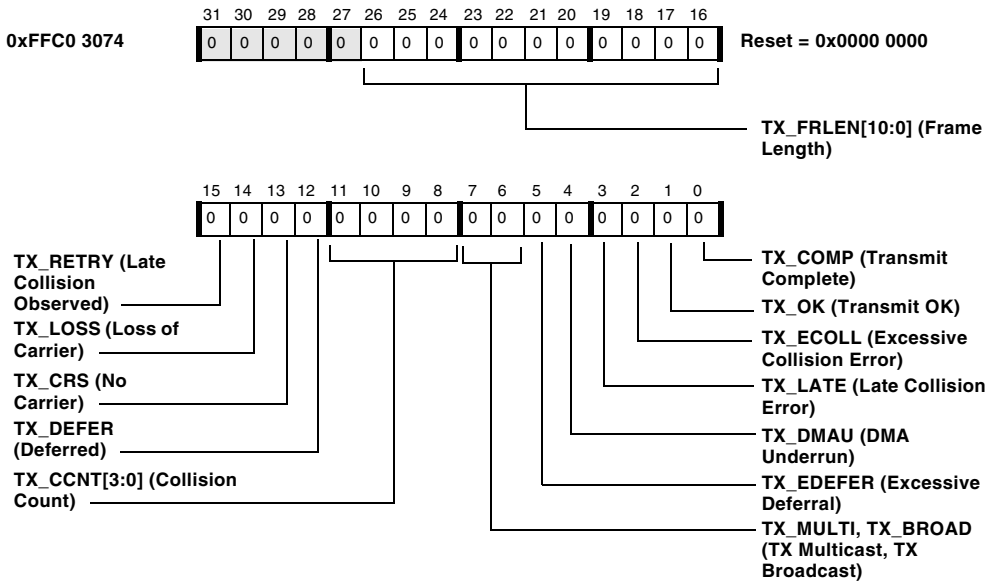 31 30 29 28 27 26 25 24 23 22 21 20 19 18 17 16
0xFFC0 3074
0 0 0 0 0 0 0 0 0 0 0 0 0 0 0 0
Reset = 0x0000 0000
TX_FRLEN[10:0] (Frame
Length)
15 14 13 12 11 10 9 8 7 6 5 4 3 2 1 0
0 0 0 0 0 0 0 0 0 0 0 0 0 0 0 0
TX_RETRY (Late
Collision
Observed)
TX_LOSS (Loss of
Carrier)
TX_CRS (No
Carrier)
TX_DEFER
(Deferred)
TX_CCNT[3:0] (Collision
Count)
TX_COMP (Transmit
Complete)
TX_OK (Transmit OK)
TX_ECOLL (Excessive
Collision Error)
TX_LATE (Late Collision
Error)
TX_DMAU (DMA
Underrun)
TX_EDEFER (Excessive
Deferral)
TX_MULTI, TX_BROAD
(TX Multicast, TX
Broadcast)